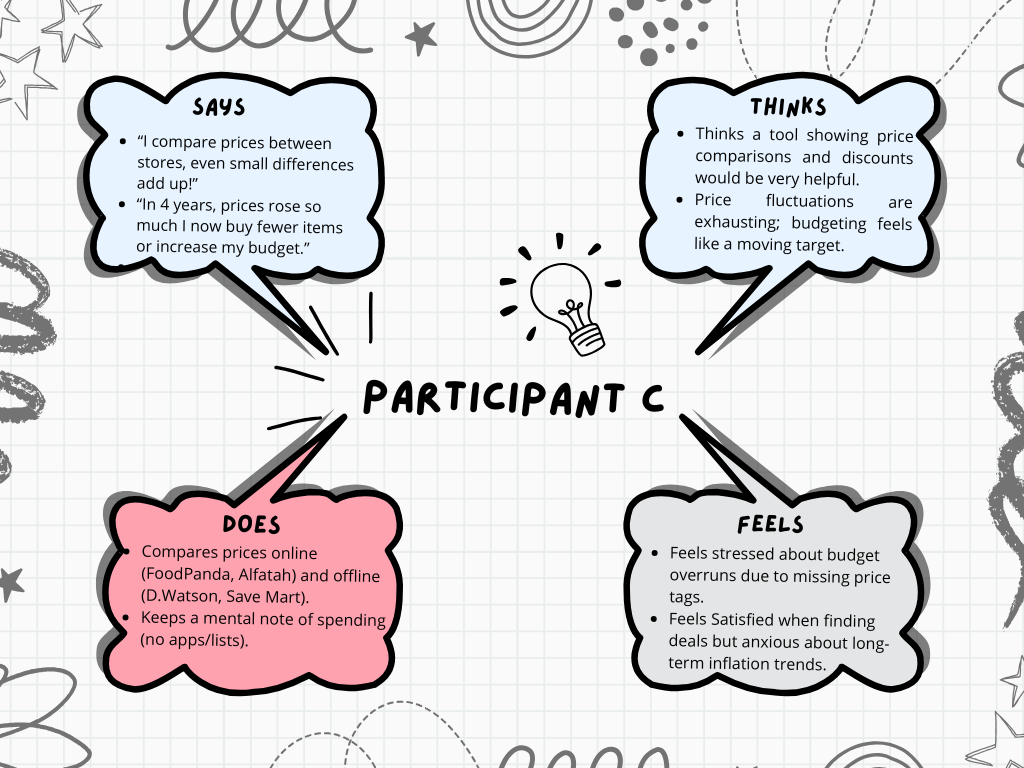 SAYS
• “I compare prices between
stores, even small differences
add up!”
• “In 4 years, prices rose so
much I now buy fewer items
or increase my budget.”
THINKS
• Thinks a tool showing price
comparisons and discounts
would be very helpful.
• Price fluctuations are
exhausting; budgeting feels
like a moving target.
PARTICIPANT C
DOES
• Compares prices online
(FoodPanda, Alfatah) and offline
(D.Watson, Save Mart).
• Keeps a mental note of spending
(no apps/lists).
FEELS
• Feels stressed about budget
overruns due to missing price
tags.
• Feels Satisfied when finding
deals but anxious about long-
term inflation trends.